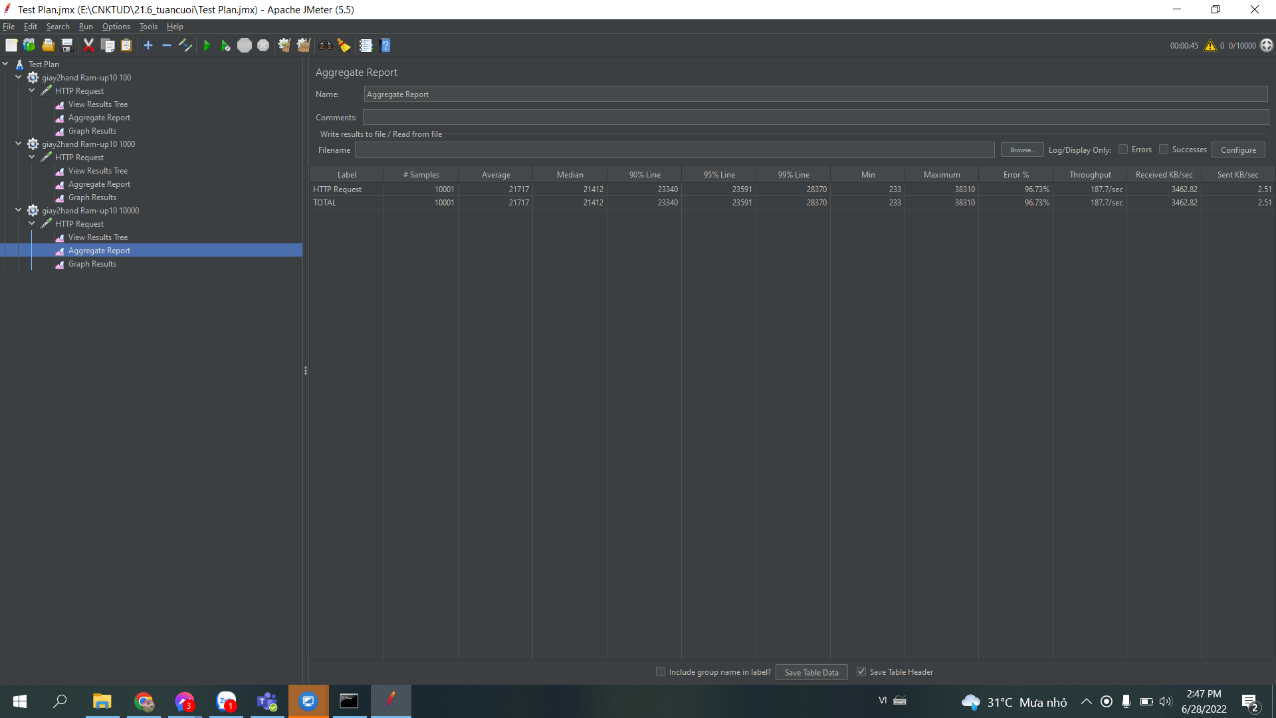 Test Plan.jmx (E:\CNKTUD\21.6_tuancuoi\Test Plan.jmx) - Apache JMeter (5.5)
File Edit Search Run Options Tools Help
00:00:45 0 0/10000
Test Plan
giay2hand Ram-up10 100
HTTP Request
View Results Tree
Aggregate Report
Graph Results
giay2hand Ram-up10 1000
HTTP Request
View Results Tree
Aggregate Report
Graph Results
giay2hand Ram-up10 10000
HTTP Request
View Results Tree
Aggregate Report
Graph Results
Aggregate Report
Name: Aggregate Report
Comments:
Write results to file / Read from file
Filename Browse... Log/Display Only: Errors Successes Configure
Label # Samples Average Median 90% Line 95% Line 99% Line Min Maximum Error % Throughput Received KB/sec Sent KB/sec
HTTP Request 10001 21717 21412 23340 23591 28370 233 38310 96.73% 187.7/sec 3462.82 2.51
TOTAL 10001 21717 21412 23340 23591 28370 233 38310 96.73% 187.7/sec 3462.82 2.51
Include group name in label? Save Table Data Save Table Header
3 1 VI 31°C Mưa nhỏ 2:47 PM
6/28/2022 2